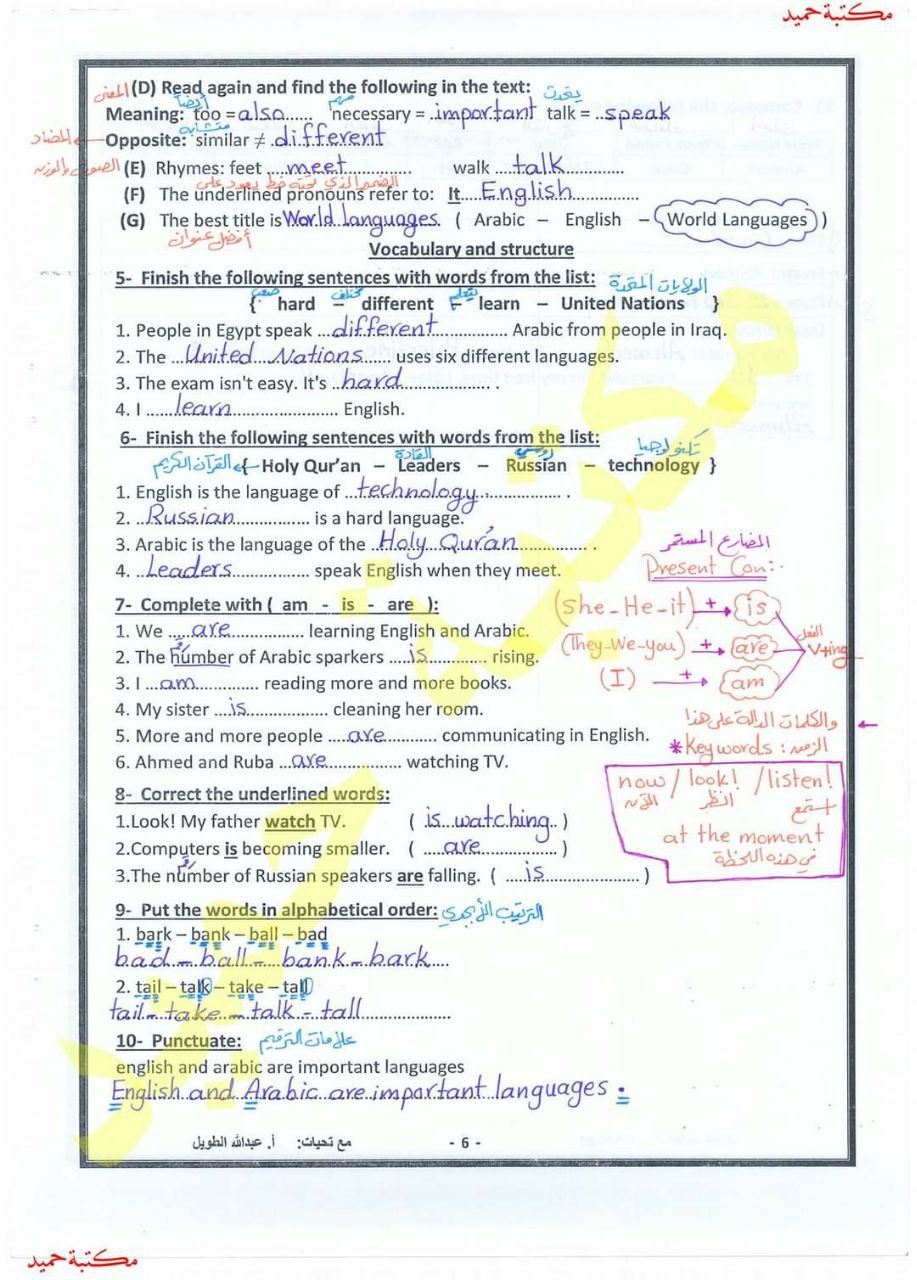 مكتبة حميد
المعنى (D) Read again and find the following in the text:
أيضاً مهم يتحدث
Meaning: too = also...... necessary = important talk = ..speak
المضاد متشابه
Opposite: similar ≠ .different
الصوت والوزن (E) Rhymes: feet ....meet................. walk ....talk................
الضمير الذي تحته خط يعود على
(F) The underlined pronouns refer to: It....English.....................
(G) The best title is World languages. ( Arabic – English – World Languages )
أفضل عنوان
Vocabulary and structure
5- Finish the following sentences with words from the list:
صعب مختلف يتعلم الولايات المتحدة
{ hard – different – learn – United Nations }
1. People in Egypt speak ...different.............. Arabic from people in Iraq.
2. The ...United Nations...... uses six different languages.
3. The exam isn't easy. It's hard.................... .
4. I .....learn....................... English.
6- Finish the following sentences with words from the list:
القرآن الكريم القادة روسي تكنولوجيا
{ Holy Qur'an – Leaders – Russian – technology }
1. English is the language of ..technology................. .
2. ..Russian................ is a hard language.
3. Arabic is the language of the ..Holy Qur'an............... .
4. ..Leaders................ speak English when they meet.
المضارع المستمر
Present Con:-
7- Complete with ( am - is - are ):
1. We ....are.............. learning English and Arabic.
2. The number of Arabic sparkers .....is............. rising.
3. I ...am............... reading more and more books.
4. My sister ...is.................. cleaning her room.
5. More and more people ....are............ communicating in English.
6. Ahmed and Ruba ...are................ watching TV.
(She-He-it) + is
(They-We-you) + are
(I) + am
الفعل
V+ing
والكلمات الدالة على هذا
الزمن : Key words *
now / look! / listen!
الآن انظر استمع
at the moment
في هذه اللحظة
8- Correct the underlined words:
1.Look! My father watch TV. ( is watching.. )
2.Computers is becoming smaller. ( ....are................ )
3.The number of Russian speakers are falling. ( ....is...................... )
9- Put the words in alphabetical order: الترتيب الأبجدي
1. bark – bank – ball – bad
bad – ball – bank – bark....
2. tail – talk – take – tall
tail - take – talk - tall......................
10- Punctuate: علامات الترقيم
english and arabic are important languages
English and Arabic are important languages .
مع تحيات: أ. عبدالله الطويل - 6 -
مكتبة حميد
مكتبة حميد